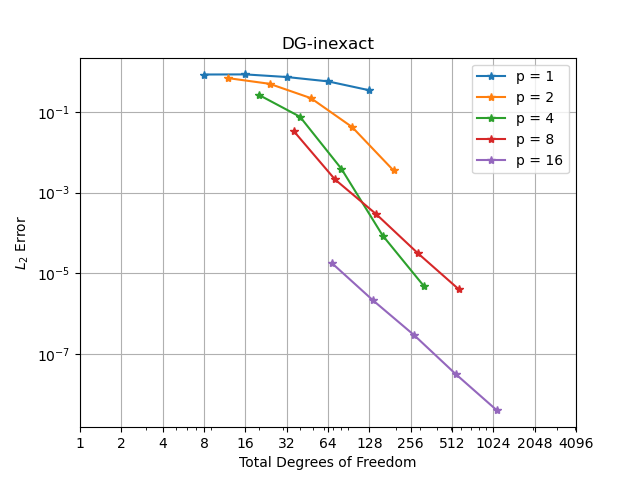 DG-inexact
p = 1
p = 2
p = 4
p = 8
p = 16
L₂ Error
10⁻¹
10⁻³
10⁻⁵
10⁻⁷
1 2 4 8 16 32 64 128 256 512 1024 2048 4096
Total Degrees of Freedom